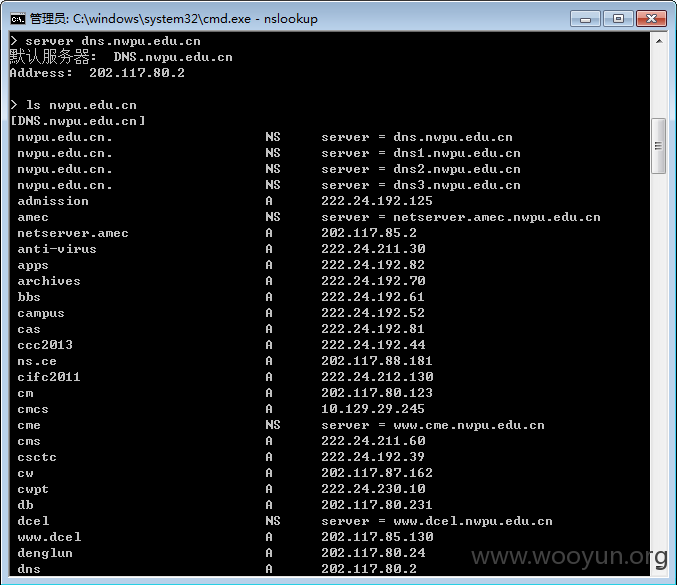 管理员: C:\windows\system32\cmd.exe - nslookup
> server dns.nwpu.edu.cn
默认服务器:  DNS.nwpu.edu.cn
Address:  202.117.80.2
> ls nwpu.edu.cn
[DNS.nwpu.edu.cn]
nwpu.edu.cn. NS server = dns.nwpu.edu.cn
nwpu.edu.cn. NS server = dns1.nwpu.edu.cn
nwpu.edu.cn. NS server = dns2.nwpu.edu.cn
nwpu.edu.cn. NS server = dns3.nwpu.edu.cn
admission A 222.24.192.125
amec NS server = netserver.amec.nwpu.edu.cn
netserver.amec A 202.117.85.2
anti-virus A 222.24.211.30
apps A 222.24.192.82
archives A 222.24.192.70
bbs A 222.24.192.61
campus A 222.24.192.52
cas A 222.24.192.81
ccc2013 A 222.24.192.44
ns.ce A 202.117.88.181
cifc2011 A 222.24.212.130
cm A 202.117.80.123
cmcs A 10.129.29.245
cme NS server = www.cme.nwpu.edu.cn
cms A 222.24.211.60
csctc A 222.24.192.39
cw A 202.117.87.162
cwpt A 222.24.230.10
db A 202.117.80.231
dcel NS server = www.dcel.nwpu.edu.cn
www.dcel A 202.117.85.130
denglun A 202.117.80.24
dns A 202.117.80.2
www.wooyun.org